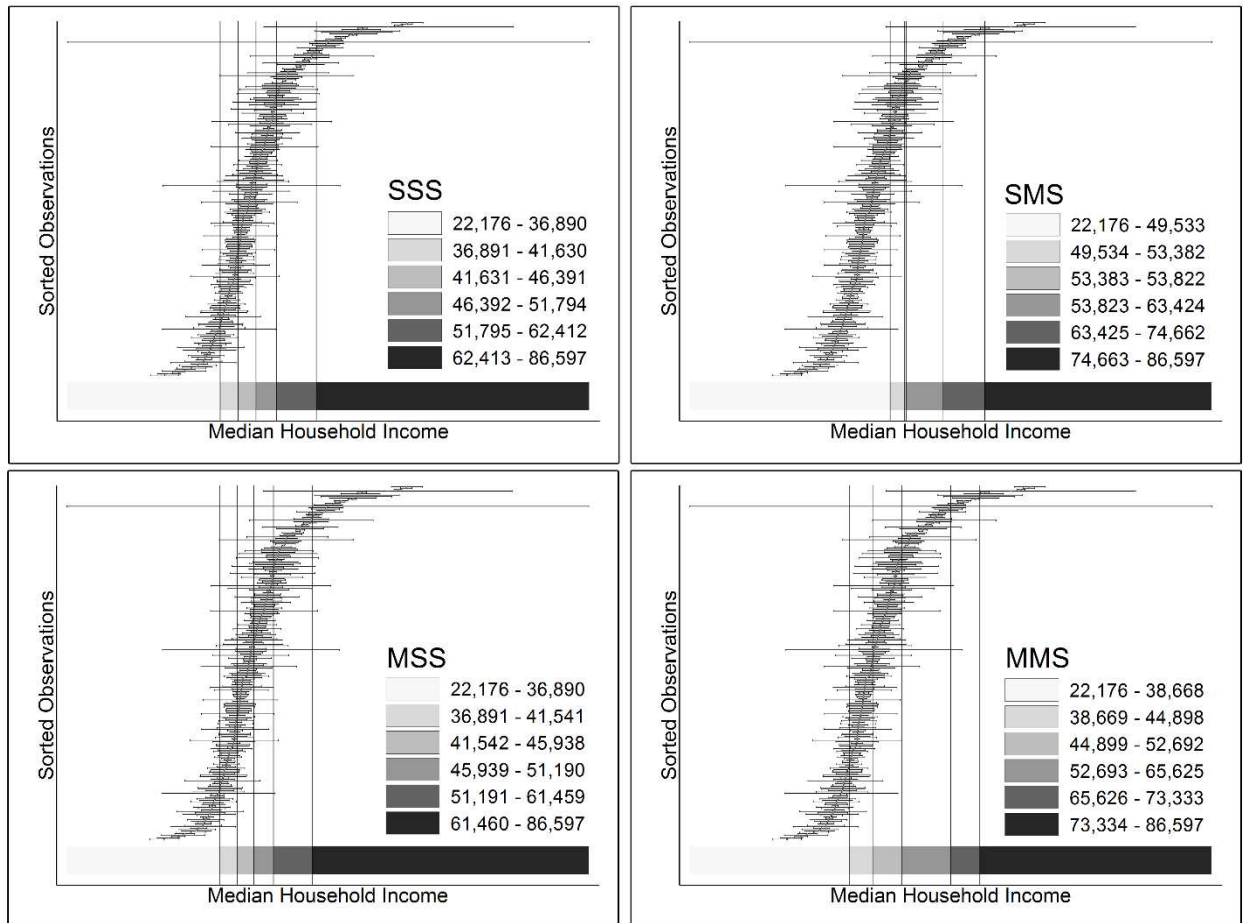 Sorted Observations
SSS
22,176 - 36,890
36,891 - 41,630
41,631 - 46,391
46,392 - 51,794
51,795 - 62,412
62,413 - 86,597
Median Household Income
Sorted Observations
SMS
22,176 - 49,533
49,534 - 53,382
53,383 - 53,822
53,823 - 63,424
63,425 - 74,662
74,663 - 86,597
Median Household Income
Sorted Observations
MSS
22,176 - 36,890
36,891 - 41,541
41,542 - 45,938
45,939 - 51,190
51,191 - 61,459
61,460 - 86,597
Median Household Income
Sorted Observations
MMS
22,176 - 38,668
38,669 - 44,898
44,899 - 52,692
52,693 - 65,625
65,626 - 73,333
73,334 - 86,597
Median Household Income